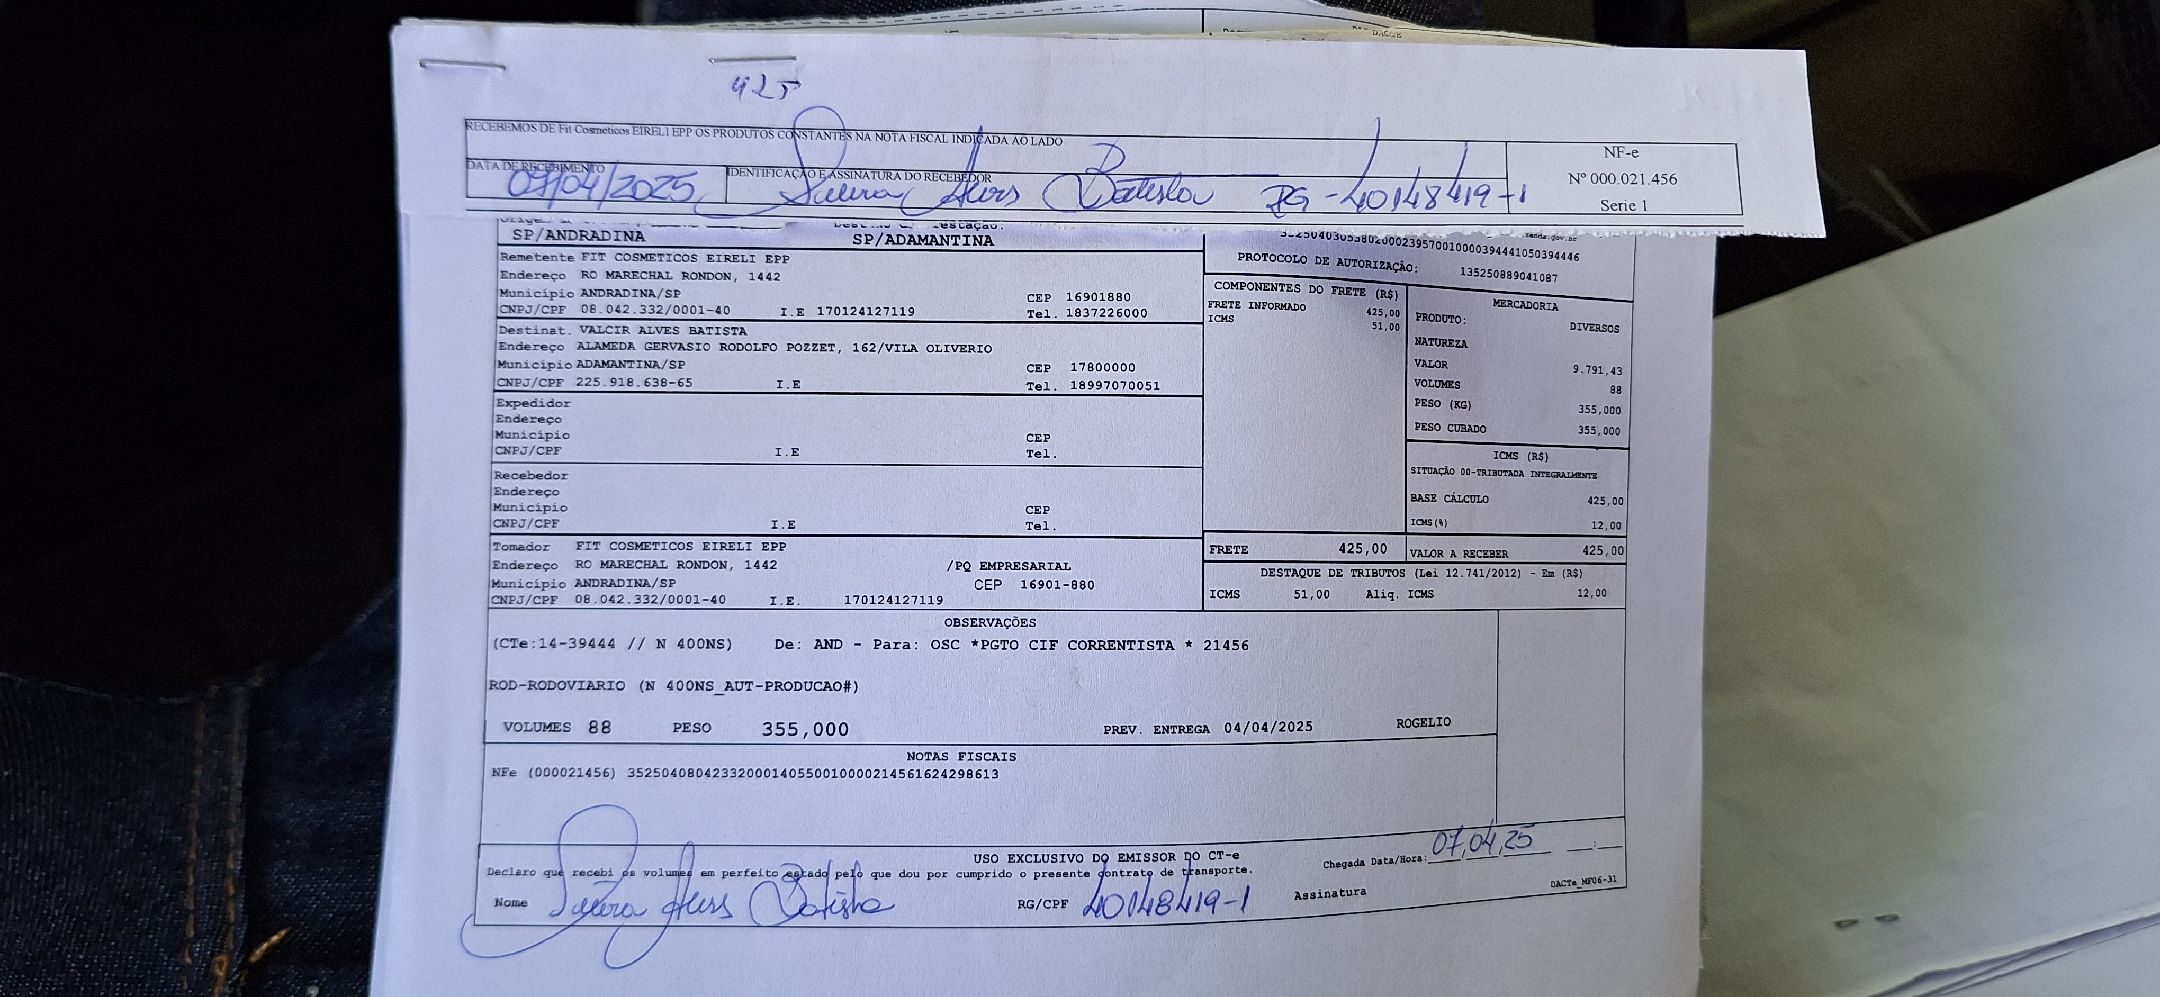 425
RECEBEMOS DE Fit Cosmeticos EIRELI EPP OS PRODUTOS CONSTANTES NA NOTA FISCAL INDICADA AO LADO
DATA DE RECEBIMENTO
07/04/2025
IDENTIFICAÇÃO E ASSINATURA DO RECEBEDOR
Alves Batista RG-40148419-1
NF-e
Nº 000.021.456
Serie 1
SP/ANDRADINA
SP/ADAMANTINA
Remetente FIT COSMETICOS EIRELI EPP
Endereço RO MARECHAL RONDON, 1442
Município ANDRADINA/SP CEP 16901880
CNPJ/CPF 08.042.332/0001-40 I.E 170124127119 Tel. 1837226000
Destinat. VALCIR ALVES BATISTA
Endereço ALAMEDA GERVASIO RODOLFO POZZET, 162/VILA OLIVERIO
Município ADAMANTINA/SP CEP 17800000
CNPJ/CPF 225.918.638-65 I.E Tel. 18997070051
Expedidor
Endereço
Município CEP
CNPJ/CPF I.E Tel.
Recebedor
Endereço
Município CEP
CNPJ/CPF I.E Tel.
Tomador FIT COSMETICOS EIRELI EPP
Endereço RO MARECHAL RONDON, 1442 /PQ EMPRESARIAL
Município ANDRADINA/SP CEP 16901-880
CNPJ/CPF 08.042.332/0001-40 I.E. 170124127119
PROTOCOLO DE AUTORIZAÇÃO: 135250889041087
COMPONENTES DO FRETE (R$)
FRETE INFORMADO 425,00
ICMS 51,00
MERCADORIA
PRODUTO: DIVERSOS
NATUREZA
VALOR 9.791,43
VOLUMES 88
PESO (KG) 355,000
PESO CUBADO 355,000
ICMS (R$)
SITUAÇÃO 00-TRIBUTADA INTEGRALMENTE
BASE CÁLCULO 425,00
ICMS(%) 12,00
FRETE 425,00 VALOR A RECEBER 425,00
DESTAQUE DE TRIBUTOS (Lei 12.741/2012) - Em (R$)
ICMS 51,00 Aliq. ICMS 12,00
OBSERVAÇÕES
(CTe:14-39444 // N 400NS) De: AND - Para: OSC *PGTO CIF CORRENTISTA * 21456
ROD-RODOVIARIO (N 400NS_AUT-PRODUCAO#)
VOLUMES 88 PESO 355,000 PREV. ENTREGA 04/04/2025 ROGELIO
NOTAS FISCAIS
NFe (000021456) 35250408042332000140550010000214561624298613
USO EXCLUSIVO DO EMISSOR DO CT-e
Declaro que recebi os volumes em perfeito estado pelo que dou por cumprido o presente contrato de transporte.
Chegada Data/Hora: 07,04,25
Nome Alves Batista RG/CPF 40148419-1 Assinatura
DACTe_MF06-31